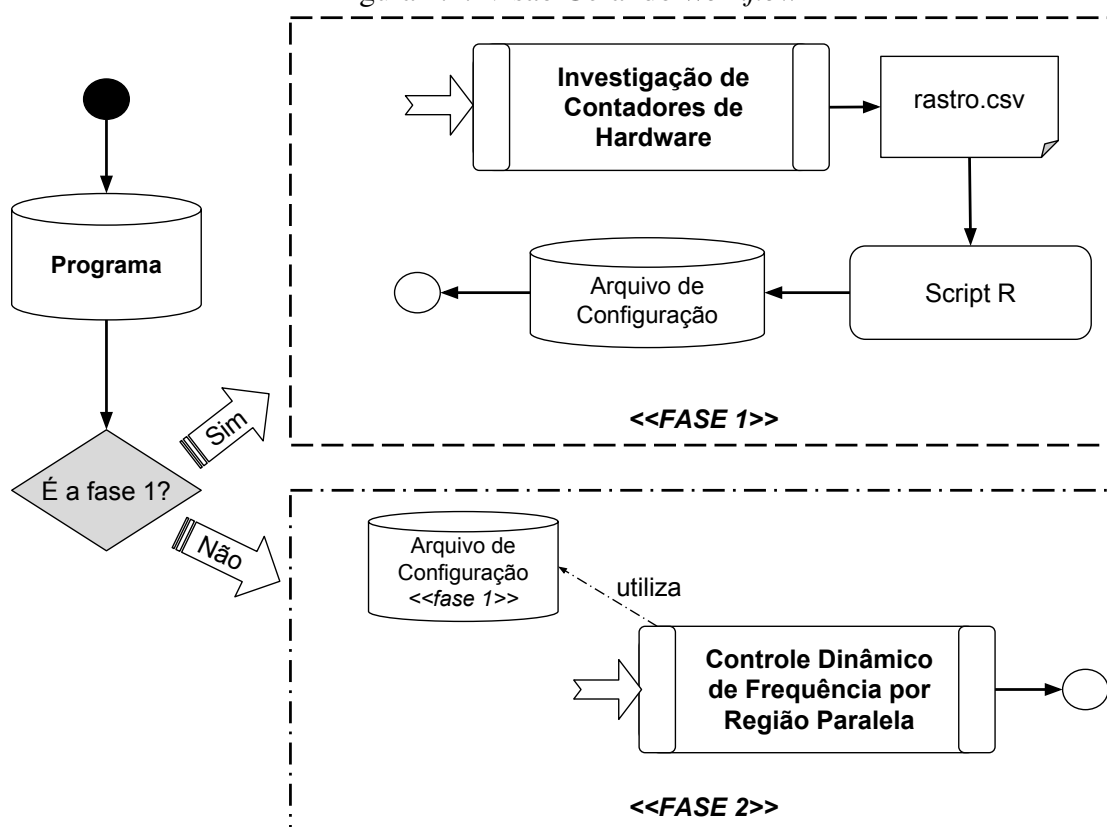 Investigação de
Contadores de
Hardware
rastro.csv
Programa
Arquivo de
Configuração
Script R
Sim
<<FASE 1>>
É a fase 1?
Não
Arquivo de
Configuração
<<fase 1>>
utiliza
Controle Dinâmico
de Frequência por
Região Paralela
<<FASE 2>>